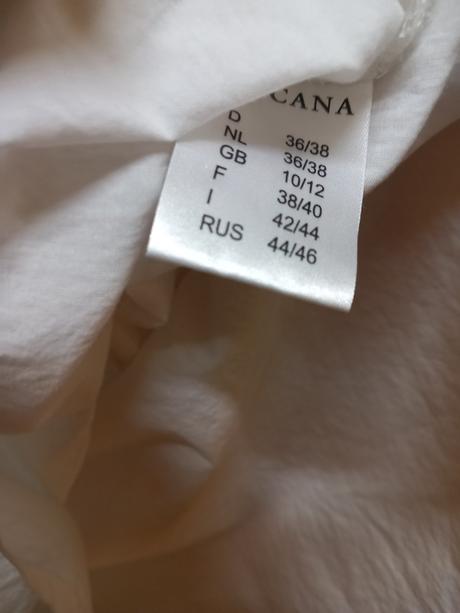 CANA
D 36/38
NL 36/38
GB 10/12
F 38/40
I 42/44
RUS 44/46